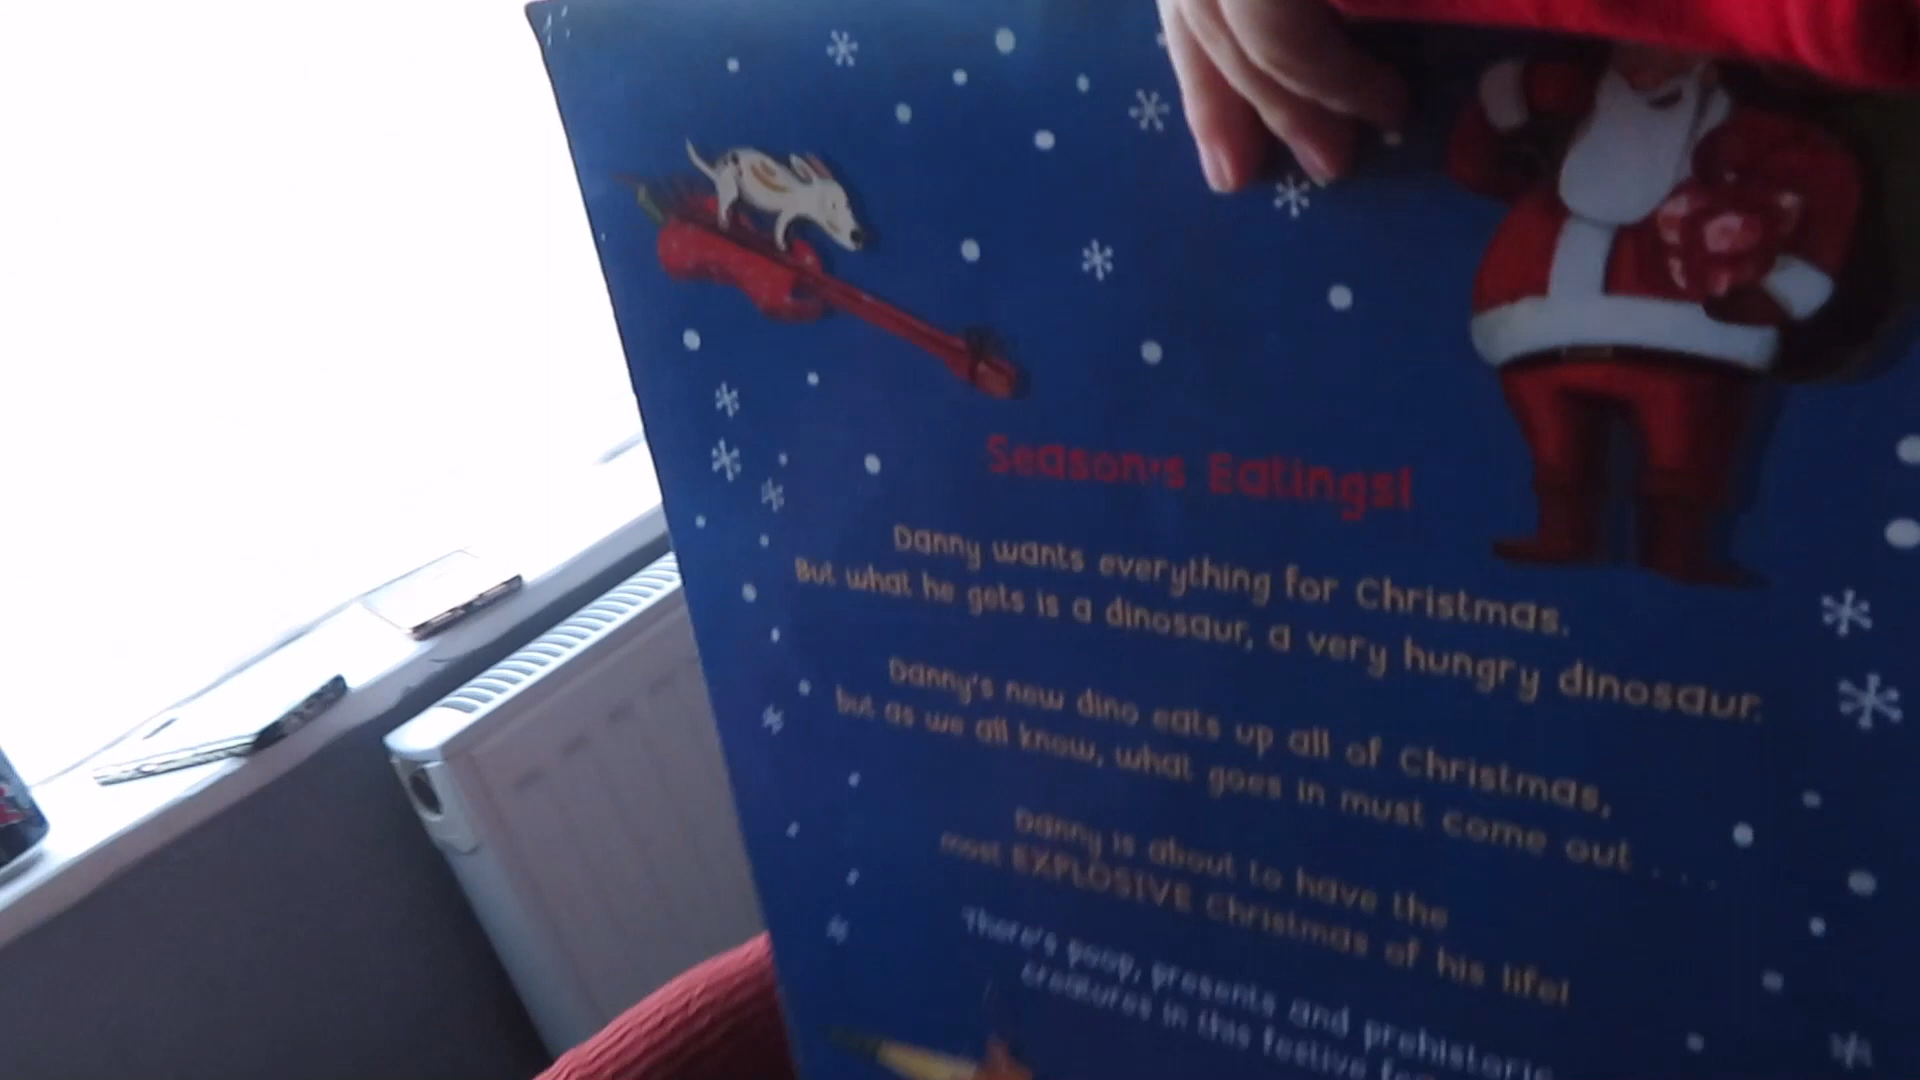 Season's Eatings!
Danny wants everything for Christmas.
But what he gets is a dinosaur, a very hungry dinosaur.
Danny's new dino eats up all of Christmas,
but as we all know, what goes in must come out . . .
Danny is about to have the
most EXPLOSIVE Christmas of his life!
There's poop, presents and prehistoric
creatures in this festive